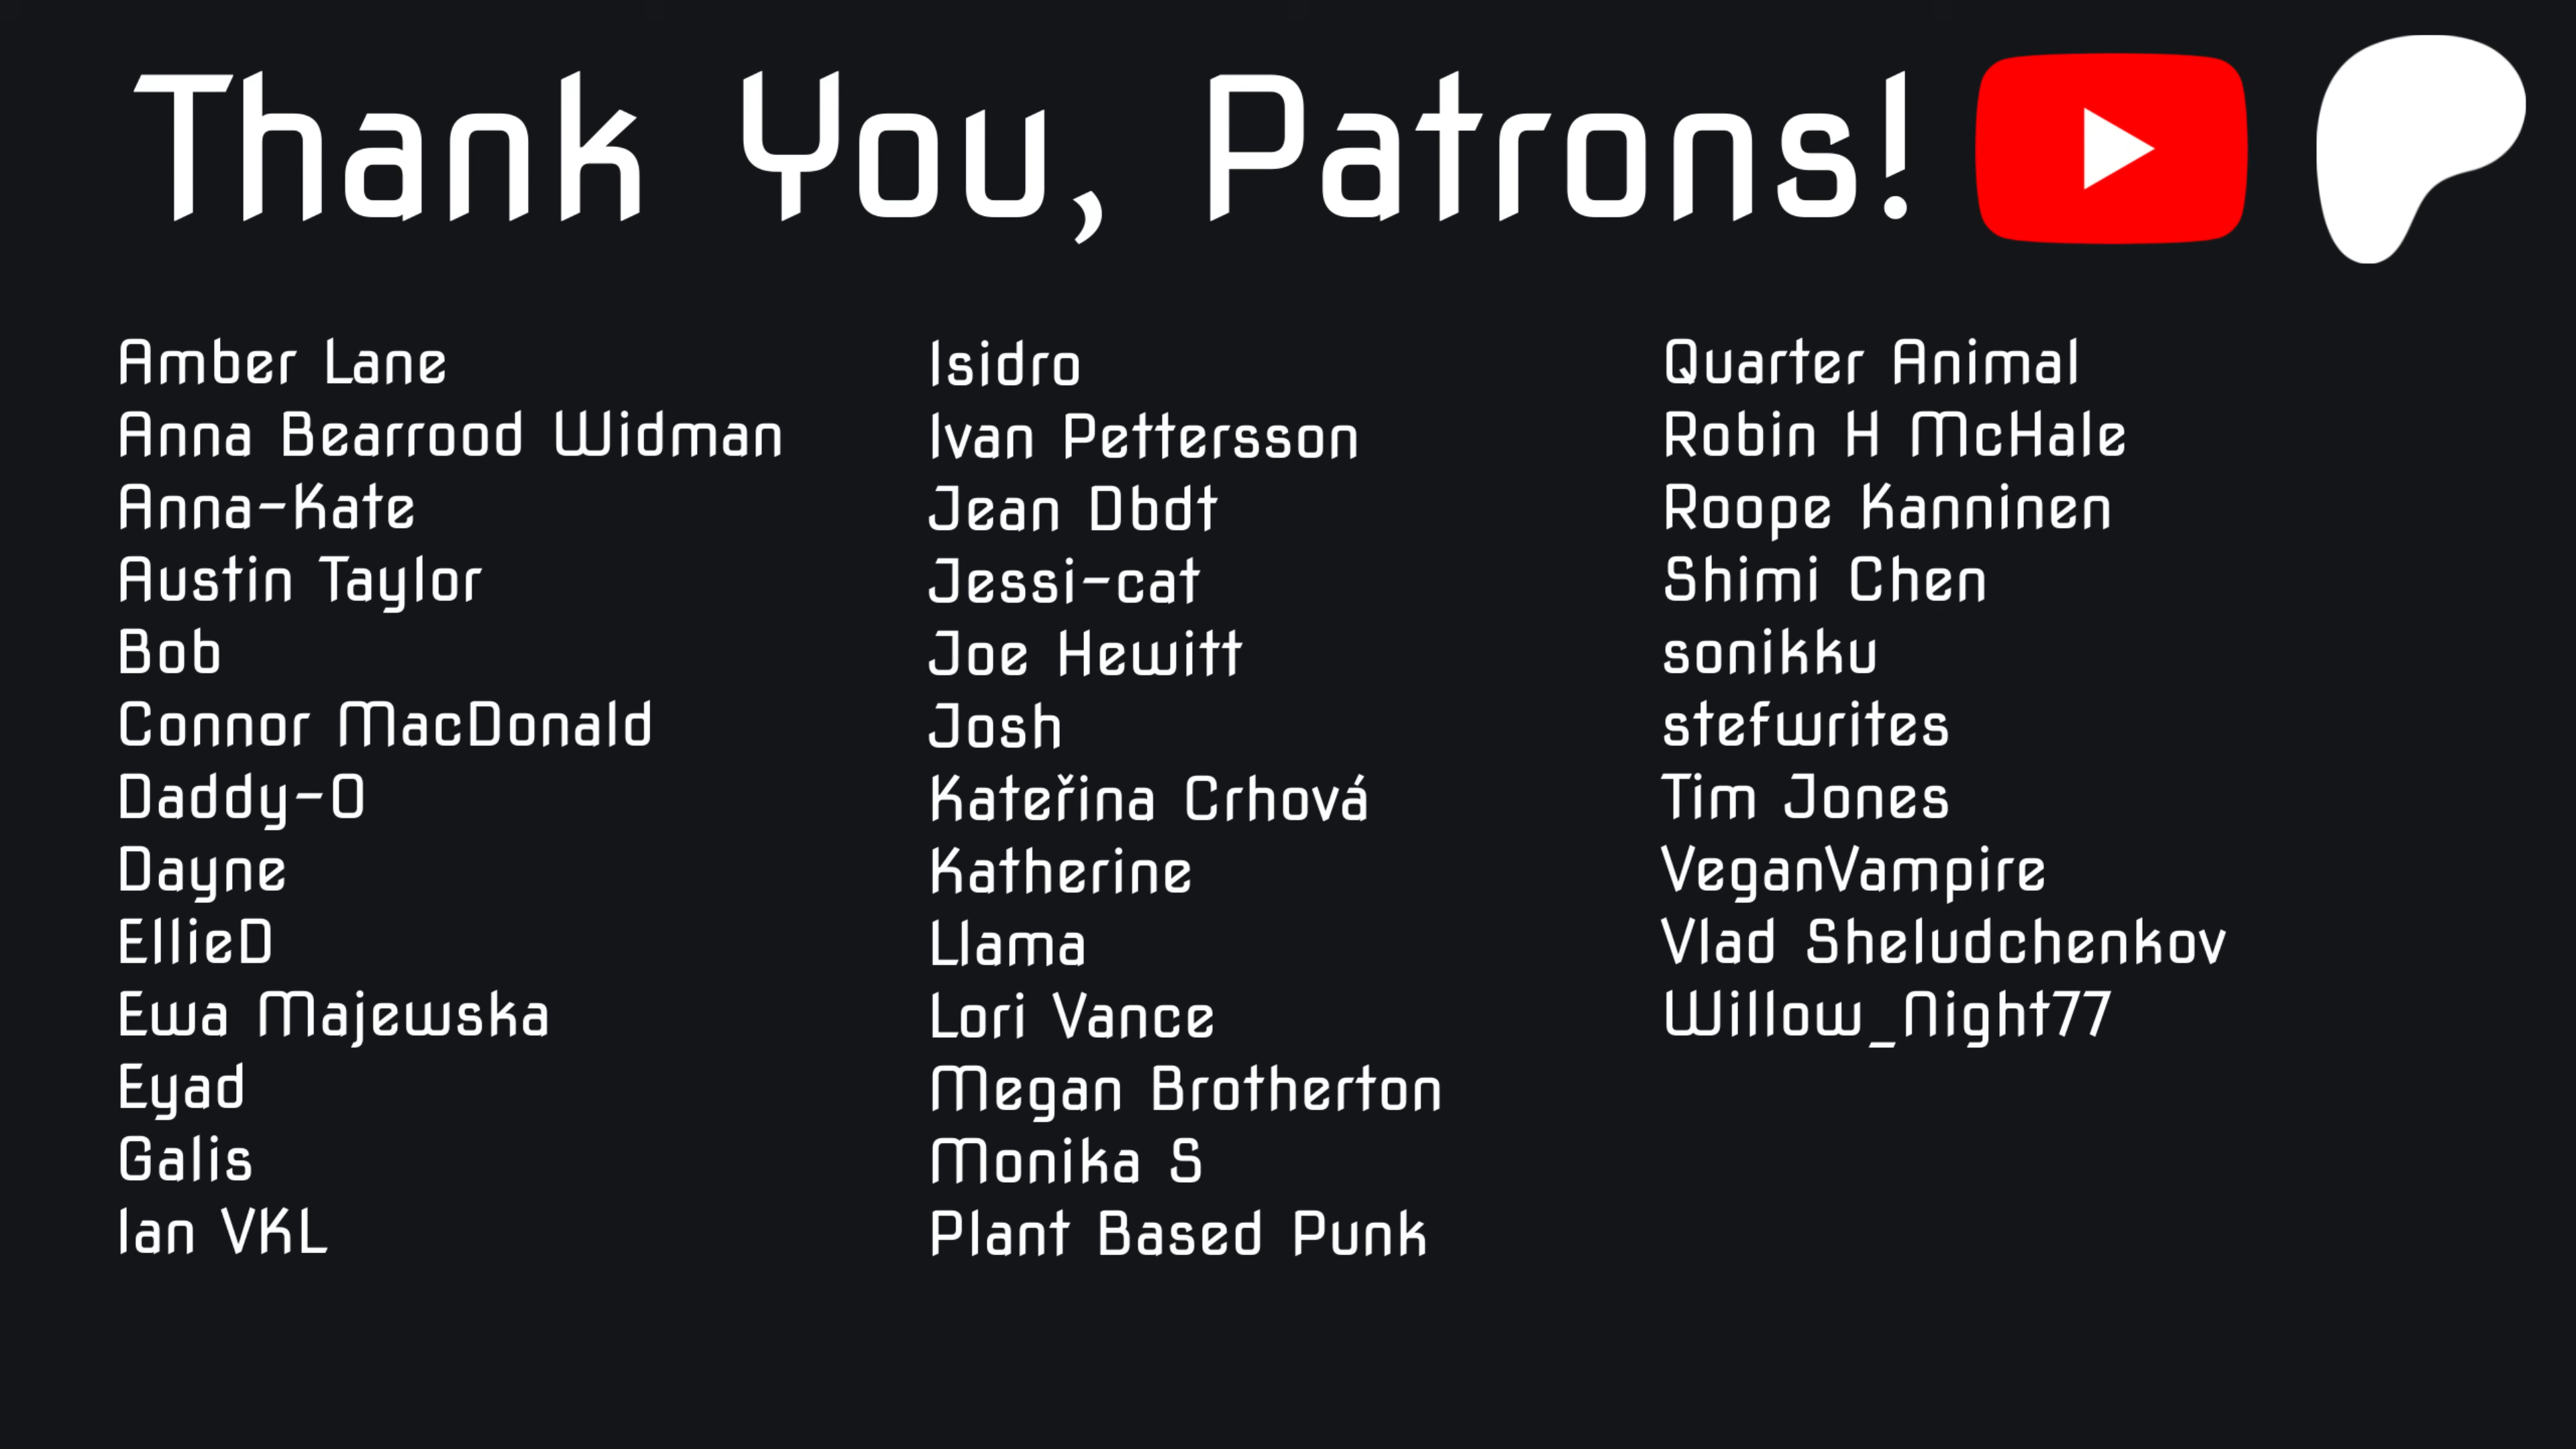 Thank You, Patrons!
Amber Lane
Anna Bearrood Widman
Anna-Kate
Austin Taylor
Bob
Connor MacDonald
Daddy-O
Dayne
EllieD
Ewa Majewska
Eyad
Galis
Ian VKL
Isidro
Ivan Pettersson
Jean Dbdt
Jessi-cat
Joe Hewitt
Josh
Kateřina Crhová
Katherine
Llama
Lori Vance
Megan Brotherton
Monika S
Plant Based Punk
Quarter Animal
Robin H McHale
Roope Kanninen
Shimi Chen
sonikku
stefwrites
Tim Jones
VeganVampire
Vlad Sheludchenkov
Willow_Night77